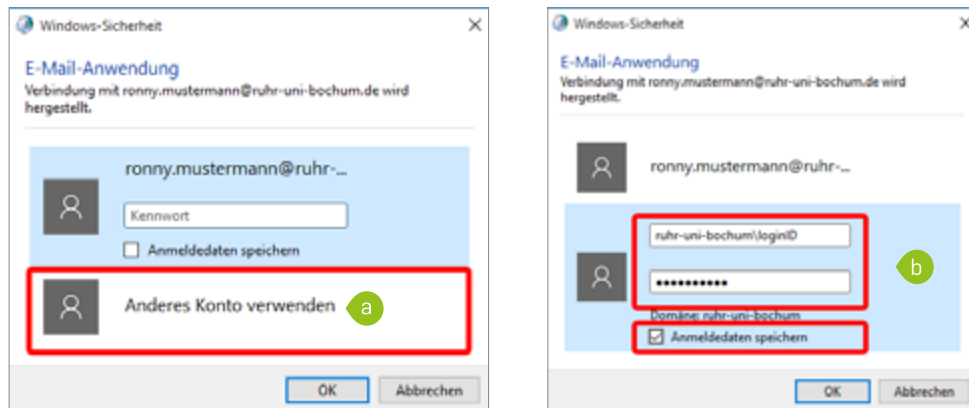 Windows-Sicherheit
E-Mail-Anwendung
Verbindung mit ronny.mustermann@ruhr-uni-bochum.de wird
hergestellt.
ronny.mustermann@ruhr-...
Kennwort
Anmeldedaten speichern
Anderes Konto verwenden
a
OK
Abbrechen
Windows-Sicherheit
E-Mail-Anwendung
Verbindung mit ronny.mustermann@ruhr-uni-bochum.de wird
hergestellt.
ronny.mustermann@ruhr-...
ruhr-uni-bochum\loginID
b
Domäne: ruhr-uni-bochum
Anmeldedaten speichern
OK
Abbrechen